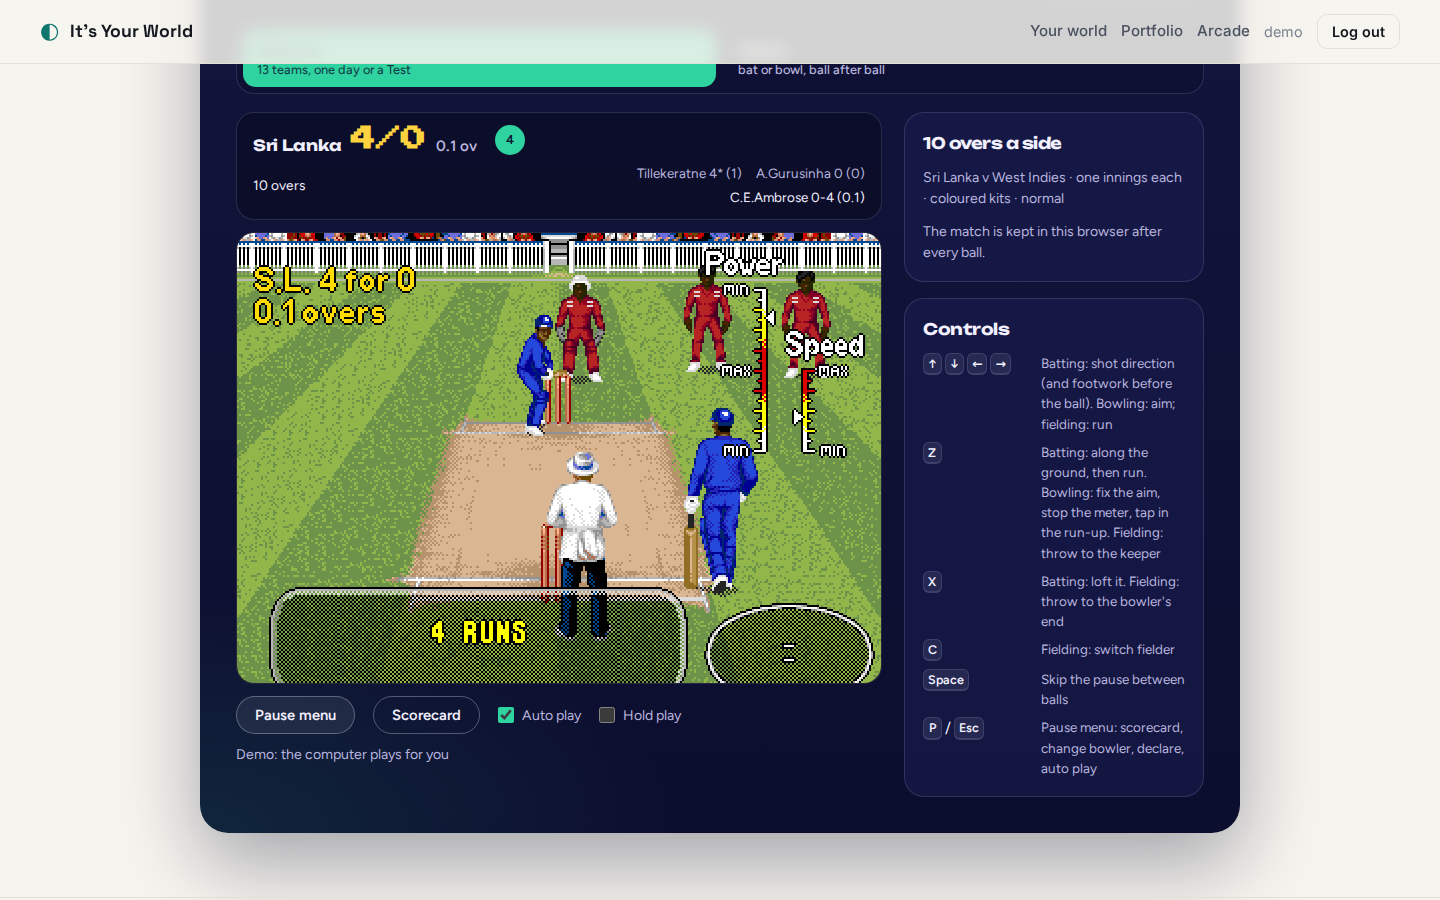 It's Your World
Your world Portfolio Arcade demo Log out
13 teams, one day or a Test
bat or bowl, ball after ball
Sri Lanka 4/0 0.1 ov 4
10 overs
Tillekeratne 4* (1) A.Gurusinha 0 (0)
C.E.Ambrose 0-4 (0.1)
S.L. 4 for 0
0.1 overs
Power
MIN
MAX
MIN
Speed
MAX
MIN
4 RUNS
Pause menu Scorecard Auto play Hold play
Demo: the computer plays for you
10 overs a side
Sri Lanka v West Indies · one innings each
· coloured kits · normal
The match is kept in this browser after
every ball.
Controls
↑ ↓ ← → Batting: shot direction
(and footwork before
the ball). Bowling: aim;
fielding: run
Z Batting: along the
ground, then run.
Bowling: fix the aim,
stop the meter, tap in
the run-up. Fielding:
throw to the keeper
X Batting: loft it. Fielding:
throw to the bowler's
end
C Fielding: switch fielder
Space Skip the pause between
balls
P / Esc Pause menu: scorecard,
change bowler, declare,
auto play